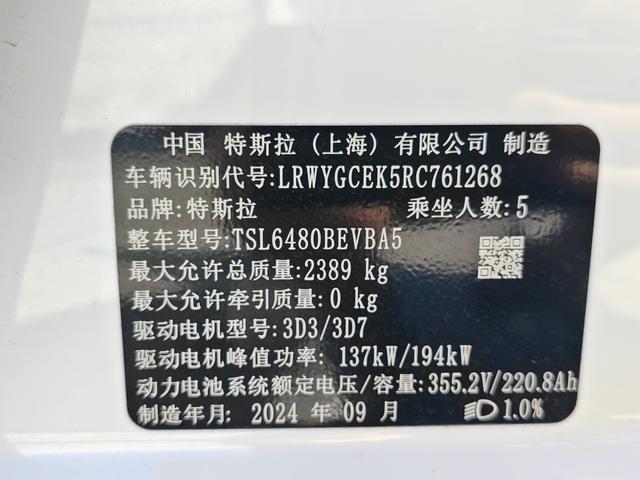 中国 特斯拉(上海)有限公司 制造
车辆识别代号:LRWYGCEK5RC761268
品牌:特斯拉 乘坐人数:5
整车型号:TSL6480BEVBA5
最大允许总质量:2389 kg
最大允许牵引质量:0 kg
驱动电机型号:3D3/3D7
驱动电机峰值功率: 137kW/194kW
动力电池系统额定电压/容量:355.2V/220.8Ah
制造年月: 2024 年 09 月 1.0%